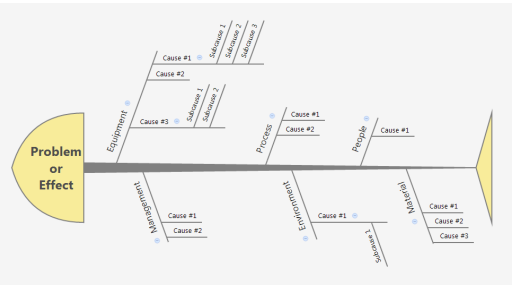 Problem
or
Effect
Equipment
Cause #1
Subcause 1
Subcause 2
Subcause 3
Cause #2
Cause #3
Subcause 1
Subcause 2
Process
Cause #1
Cause #2
People
Cause #1
Management
Cause #1
Cause #2
Environment
Cause #1
Subcause 1
Material
Cause #1
Cause #2
Cause #3